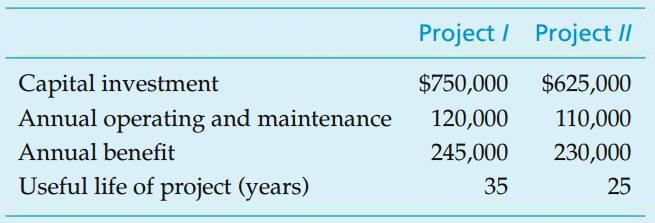 Project I Project II
Capital investment $750,000 $625,000
Annual operating and maintenance 120,000 110,000
Annual benefit 245,000 230,000
Useful life of project (years) 35 25